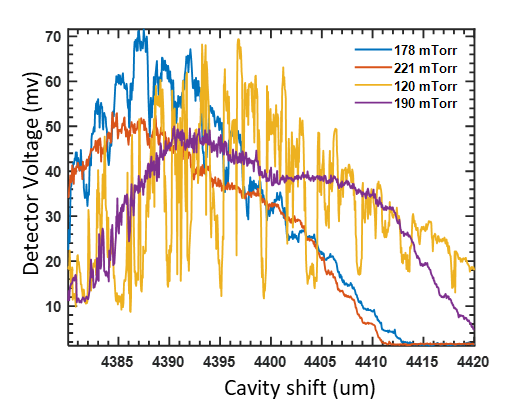 70
60
50
40
30
20
10
Detector Voltage (mv)
178 mTorr
221 mTorr
120 mTorr
190 mTorr
4385 4390 4395 4400 4405 4410 4415 4420
Cavity shift (um)